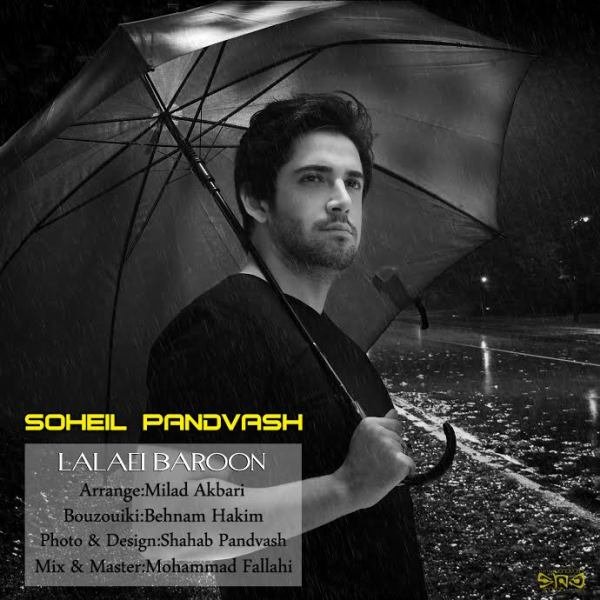 SOHEIL PANDVASH
LALAEI BAROON
Arrange:Milad Akbari
Bouzouiki:Behnam Hakim
Photo & Design:Shahab Pandvash
Mix & Master:Mohammad Fallahi